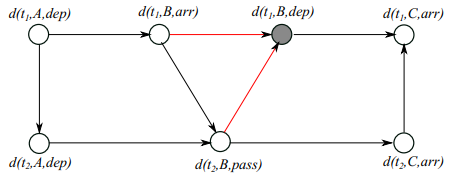 d(t₁,A,dep) d(t₁,B,arr) d(t₁,B,dep) d(t₁,C,arr)
d(t₂,A,dep) d(t₂,B,pass) d(t₂,C,arr)